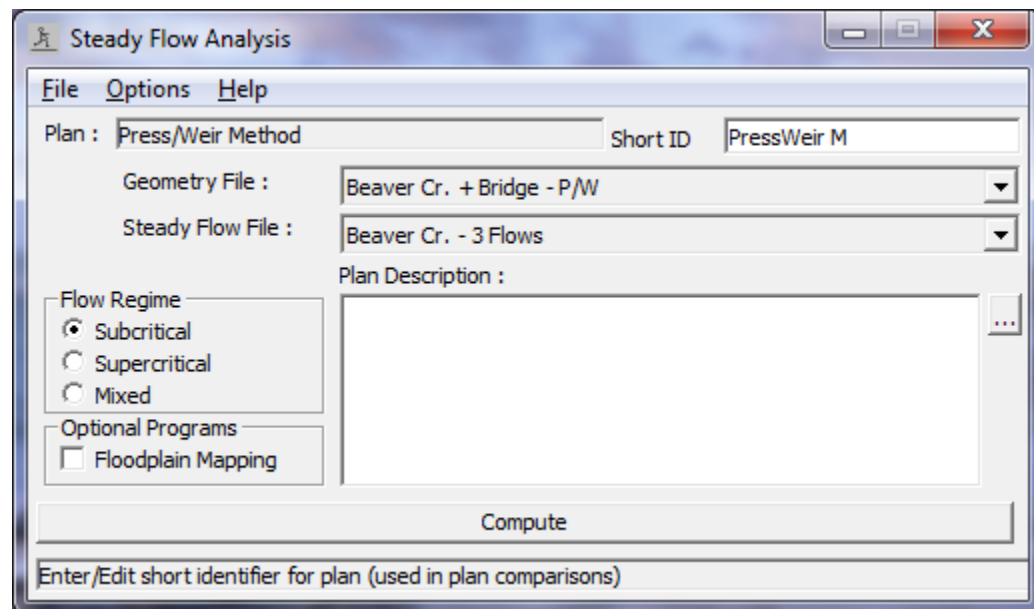 Steady Flow Analysis
File Options Help
Plan : Press/Weir Method Short ID PressWeir M
Geometry File : Beaver Cr. + Bridge - P/W
Steady Flow File : Beaver Cr. - 3 Flows
Plan Description :
Flow Regime
Subcritical
Supercritical
Mixed
Optional Programs
Floodplain Mapping
...
Compute
Enter/Edit short identifier for plan (used in plan comparisons)